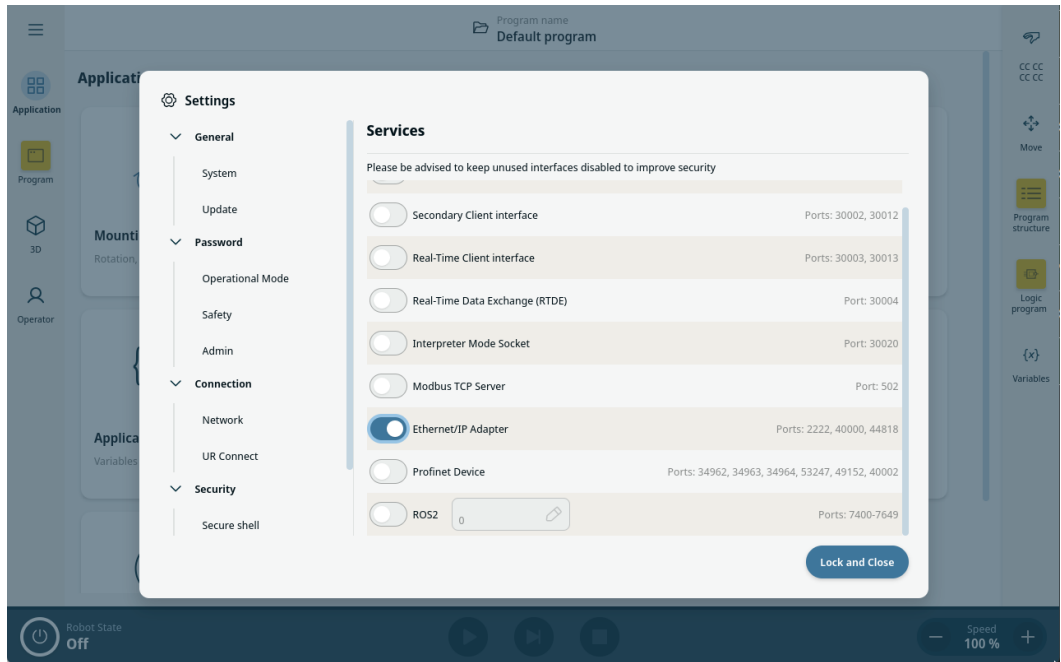 Program name
Default program
Application
Program
3D
Operator
Applicati
Mounti
Rotation,
Applica
Variables
Settings
General
System
Update
Password
Operational Mode
Safety
Admin
Connection
Network
UR Connect
Security
Secure shell
Services
Please be advised to keep unused interfaces disabled to improve security
Secondary Client interface Ports: 30002, 30012
Real-Time Client interface Ports: 30003, 30013
Real-Time Data Exchange (RTDE) Port: 30004
Interpreter Mode Socket Port: 30020
Modbus TCP Server Port: 502
Ethernet/IP Adapter Ports: 2222, 40000, 44818
Profinet Device Ports: 34962, 34963, 34964, 53247, 49152, 40002
ROS2 0 Ports: 7400-7649
Lock and Close
CC CC
CC CC
Move
Program
structure
Logic
program
{x}
Variables
Robot State
Off
Speed
100 %